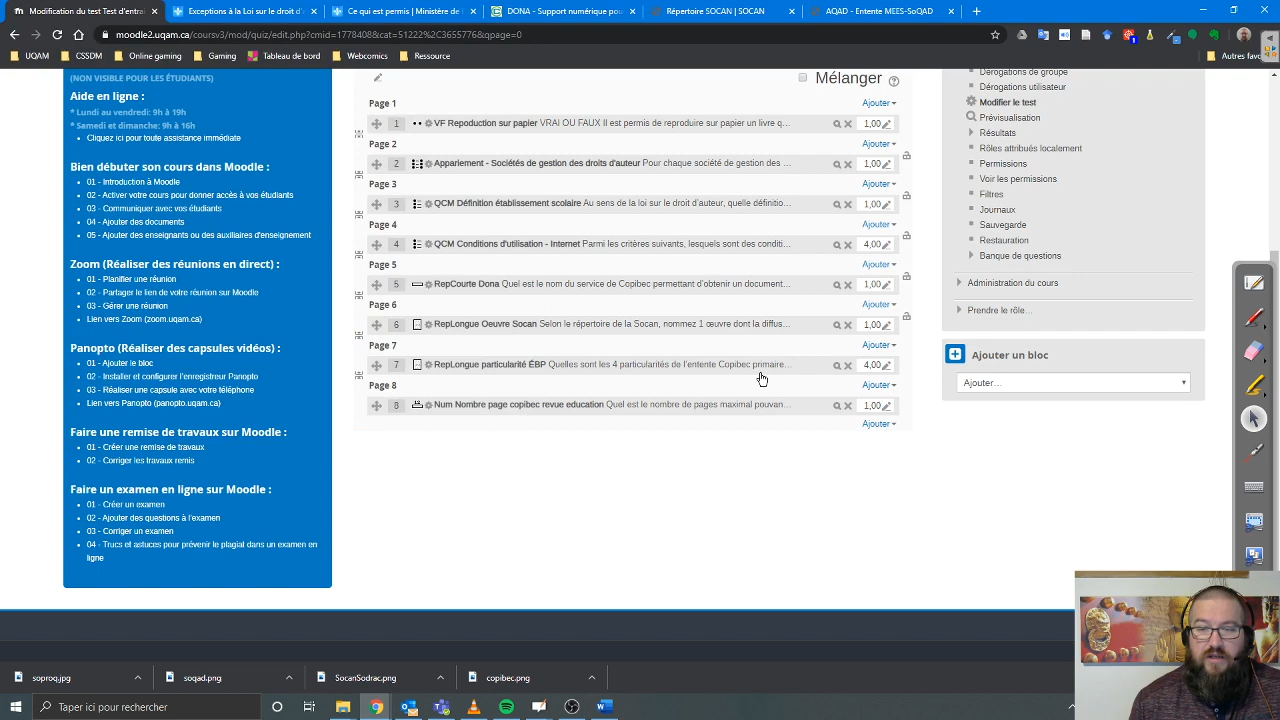 Modification du test Test d'entraî
Exceptions à la Loi sur le droit d'
Ce qui est permis | Ministère de
DONA - Support numérique pour
Répertoire SOCAN | SOCAN
AQAD - Entente MEES-SoQAD
moodle2.uqam.ca/coursv3/mod/quiz/edit.php?cmid=1778408&cat=51222%2C3655776&qpage=0
UQAM
CSSDM
Online gaming
Gaming
Tableau de bord
Webcomics
Ressource
Autres favo
(NON VISIBLE POUR LES ÉTUDIANTS)
Aide en ligne :
* Lundi au vendredi: 9h à 19h
* Samedi et dimanche: 9h à 16h
Cliquez ici pour toute assistance immédiate
Bien débuter son cours dans Moodle :
01 - Introduction à Moodle
02 - Activer votre cours pour donner accès à vos étudiants
03 - Communiquer avec vos étudiants
04 - Ajouter des documents
05 - Ajouter des enseignants ou des auxiliaires d'enseignement
Zoom (Réaliser des réunions en direct) :
01 - Planifier une réunion
02 - Partager le lien de votre réunion sur Moodle
03 - Gérer une réunion
Lien vers Zoom (zoom.uqam.ca)
Panopto (Réaliser des capsules vidéos) :
01 - Ajouter le bloc
02 - Installer et configurer l'enregistreur Panopto
03 - Réaliser une capsule avec votre téléphone
Lien vers Panopto (panopto.uqam.ca)
Faire une remise de travaux sur Moodle :
01 - Créer une remise de travaux
02 - Corriger les travaux remis
Faire un examen en ligne sur Moodle :
01 - Créer un examen
02 - Ajouter des questions à l'examen
03 - Corriger un examen
04 - Trucs et astuces pour prévenir le plagiat dans un examen en
ligne
Mélanger
Page 1 Ajouter
1 VF Repoduction sur papier VRAI OU FAUX Il est permis de reproduire sur papier un livre q... 1,00
Page 2 Ajouter
2 Appariement - Sociétés de gestion des droits d'auteur Pour chaque société de gestion des ... 1,00
Page 3 Ajouter
3 QCM Définition établissement scolaire Au sens de la loi sur le droit d'auteur, quelle définitio... 1,00
Page 4 Ajouter
4 QCM Conditions d'utilisation - Internet Parmi les critères suivants, lesquels sont des conditi... 4,00
Page 5 Ajouter
5 RepCourte Dona Quel est le nom du service de Copibec permettant d'obtenir un document... 1,00
Page 6 Ajouter
6 RepLongue Oeuvre Socan Selon le répertoire de la Socan, nommez 1 œuvre dont la diffus... 1,00
Page 7 Ajouter
7 RepLongue particularité ÉBP Quelles sont les 4 particularités de l'entente Copibec primaire... 4,00
Page 8 Ajouter
8 Num Nombre page copibec revue education Quel est le nombre de pages maximal pouvan... 1,00
Ajouter
Dérogations de groupe
Dérogations utilisateur
Modifier le test
Prévisualisation
Résultats
Rôles attribués localement
Permissions
Voir les permissions
Filtres
Journaux
Sauvegarde
Restauration
Banque de questions
Administration du cours
Prendre le rôle...
Ajouter un bloc
Ajouter...
soproq.jpg
soqad.png
SocanSodrac.png
copibec.png
Taper ici pour rechercher